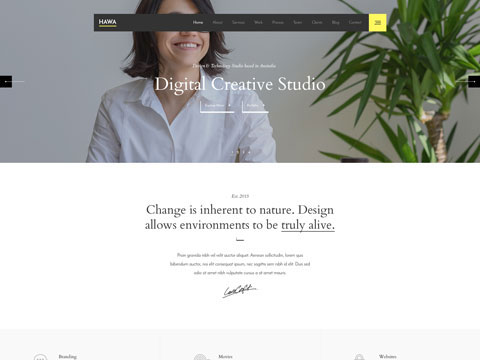 HAWA
Home About Services Work Process Team Clients Blog Contact
Design & Technology Studio based in Australia
Digital Creative Studio
Est 2018
Change is inherent to nature. Design
allows environments to be truly alive.
Proin gravida nibh vel velit auctor aliquet. Aenean sollicitudin, lorem quis
bibendum auctor, nisi elit consequat ipsum, nec sagittis sem nibh id elit. Duis sed
odio sit amet nibh vulputate cursus a sit amet mauris.
Branding
Movies
Websites